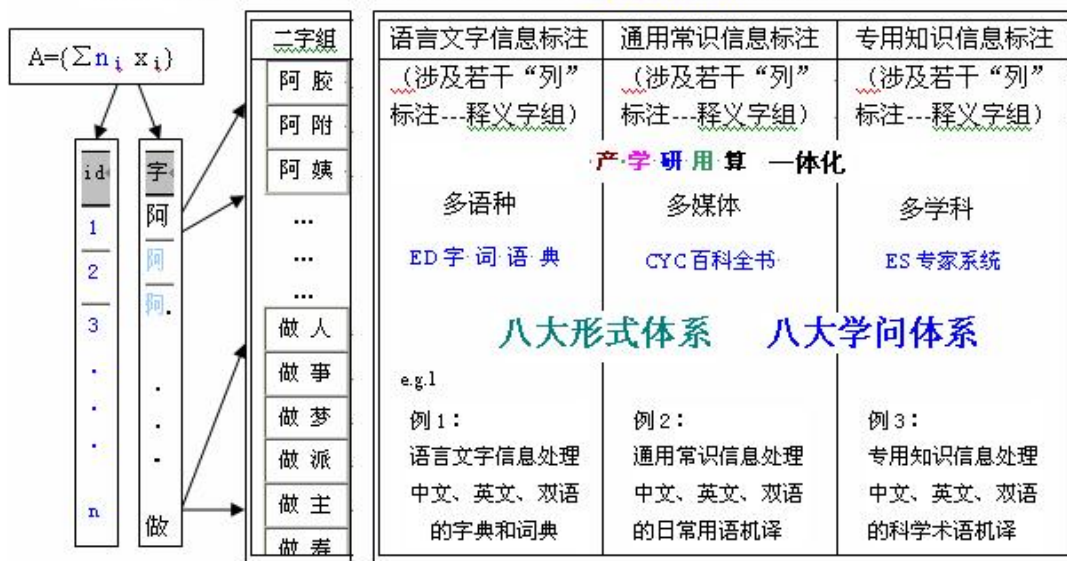 A={∑n i x i}
id
1
2
3
.
.
.
n
字
阿
阿
阿.
.
.
.
做
二字组
阿 胶
阿 附
阿 姨
...
...
...
做 人
做 事
做 梦
做 派
做 主
做 寿
语言文字信息标注
(涉及若干“列”
标注---释义字组)
通用常识信息标注
(涉及若干“列”
标注---释义字组)
专用知识信息标注
(涉及若干“列”
标注---释义字组)
产·学·研·用·算 一体化
多语种
多媒体
多学科
ED 字·词·语·典
CYC 百科全书
ES 专家系统
八大形式体系 八大学问体系
e.g.1
例 1：
语言文字信息处理
中文、英文、双语
的字典和词典
例 2：
通用常识信息处理
中文、英文、双语
的日常用语机译
例 3：
专用知识信息处理
中文、英文、双语
的科学术语机译